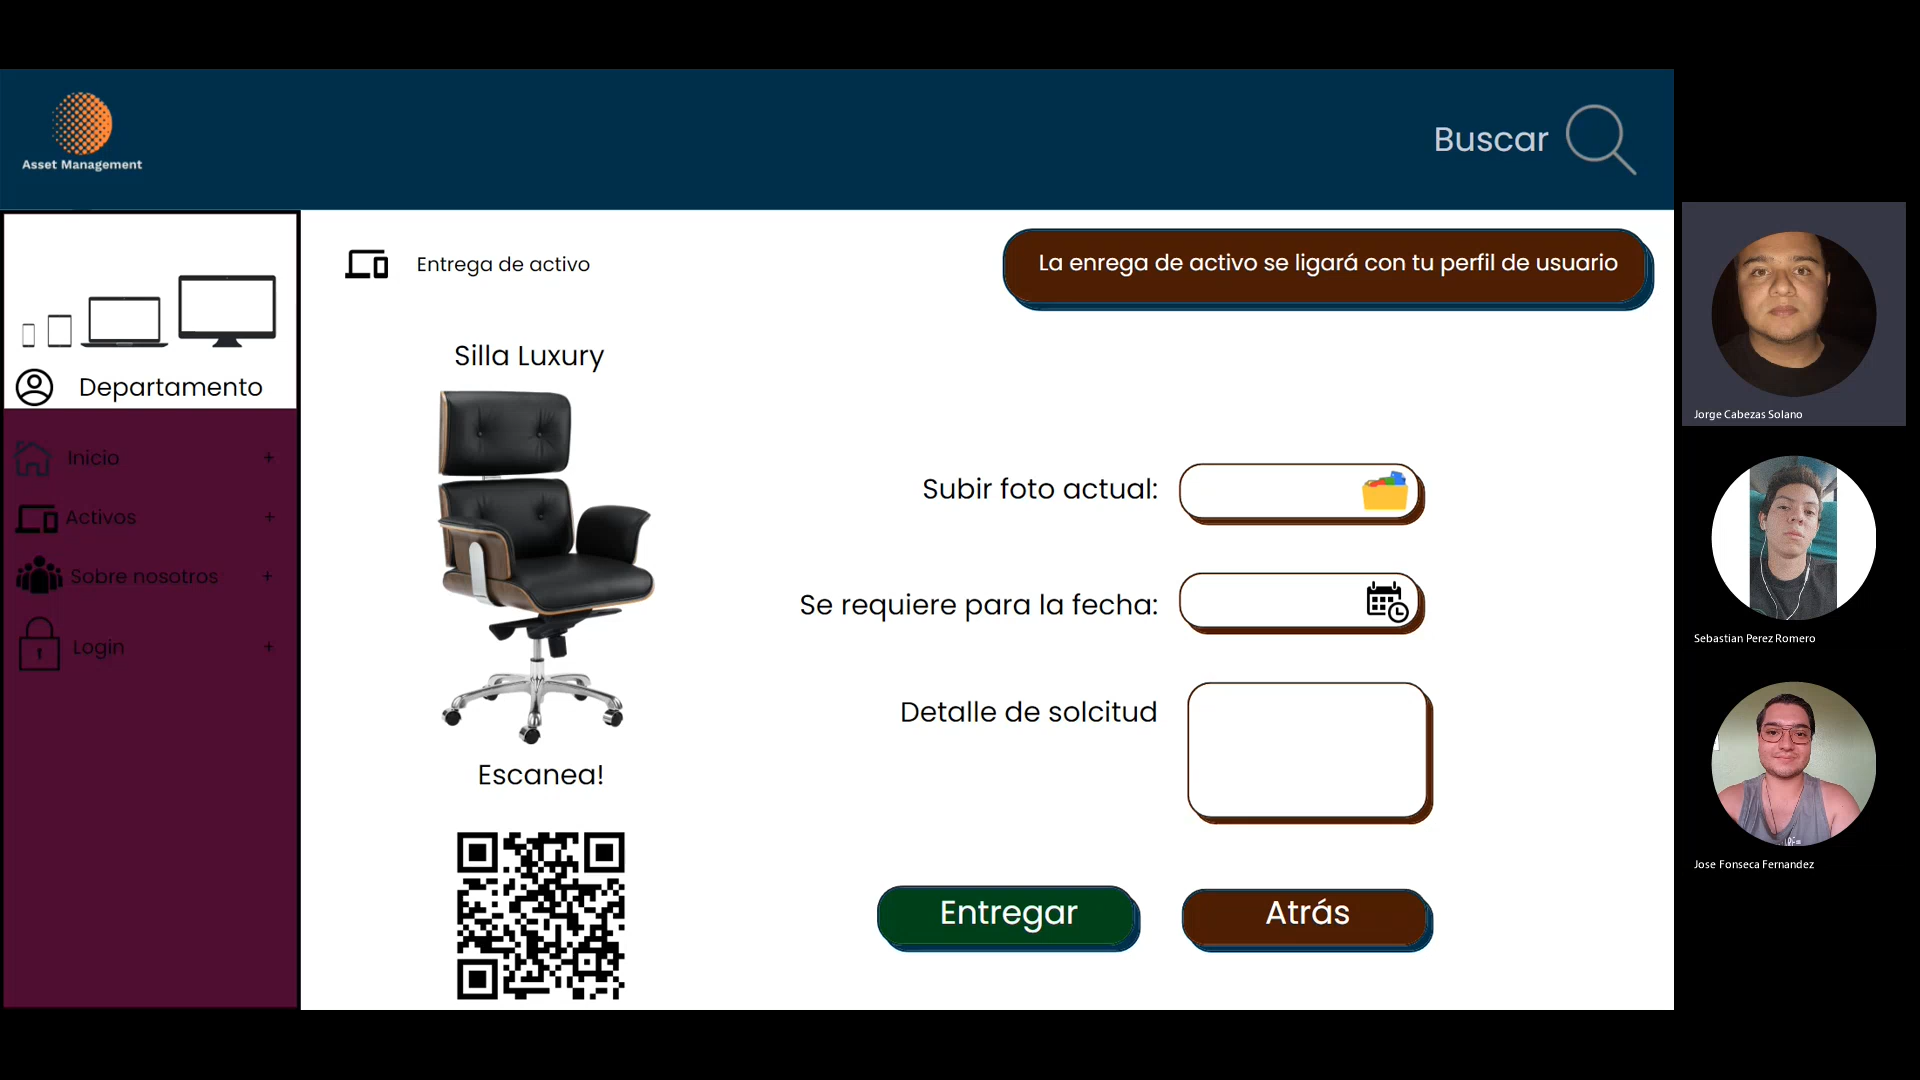 Asset Management
Buscar
Departamento
Inicio +
Activos +
Sobre nosotros +
Login +
Entrega de activo
La enrega de activo se ligará con tu perfil de usuario
Silla Luxury
Escanea!
Subir foto actual:
Se requiere para la fecha:
Detalle de solcitud
Entregar
Atrás
Jorge Cabezas Solano
Sebastian Perez Romero
Jose Fonseca Fernandez